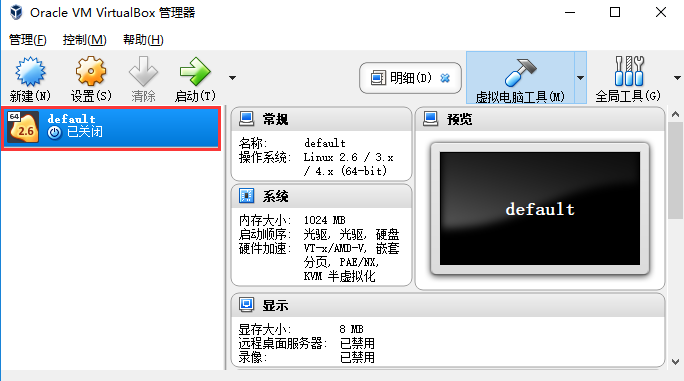 Oracle VM VirtualBox 管理器
管理(F) 控制(M) 帮助(H)
新建(N) 设置(S) 清除 启动(T) 明细(D) 虚拟电脑工具(M) 全局工具(G)
64
2.6
default
已关闭
常规
名称: default
操作系统: Linux 2.6 / 3.x
/ 4.x (64-bit)
系统
内存大小: 1024 MB
启动顺序: 光驱, 光驱, 硬盘
硬件加速: VT-x/AMD-V, 嵌套
分页, PAE/NX,
KVM 半虚拟化
预览
default
显示
显存大小: 8 MB
远程桌面服务器: 已禁用
录像: 已禁用